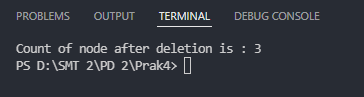 PROBLEMS OUTPUT TERMINAL DEBUG CONSOLE
Count of node after deletion is : 3
PS D:\SMT 2\PD 2\Prak4>